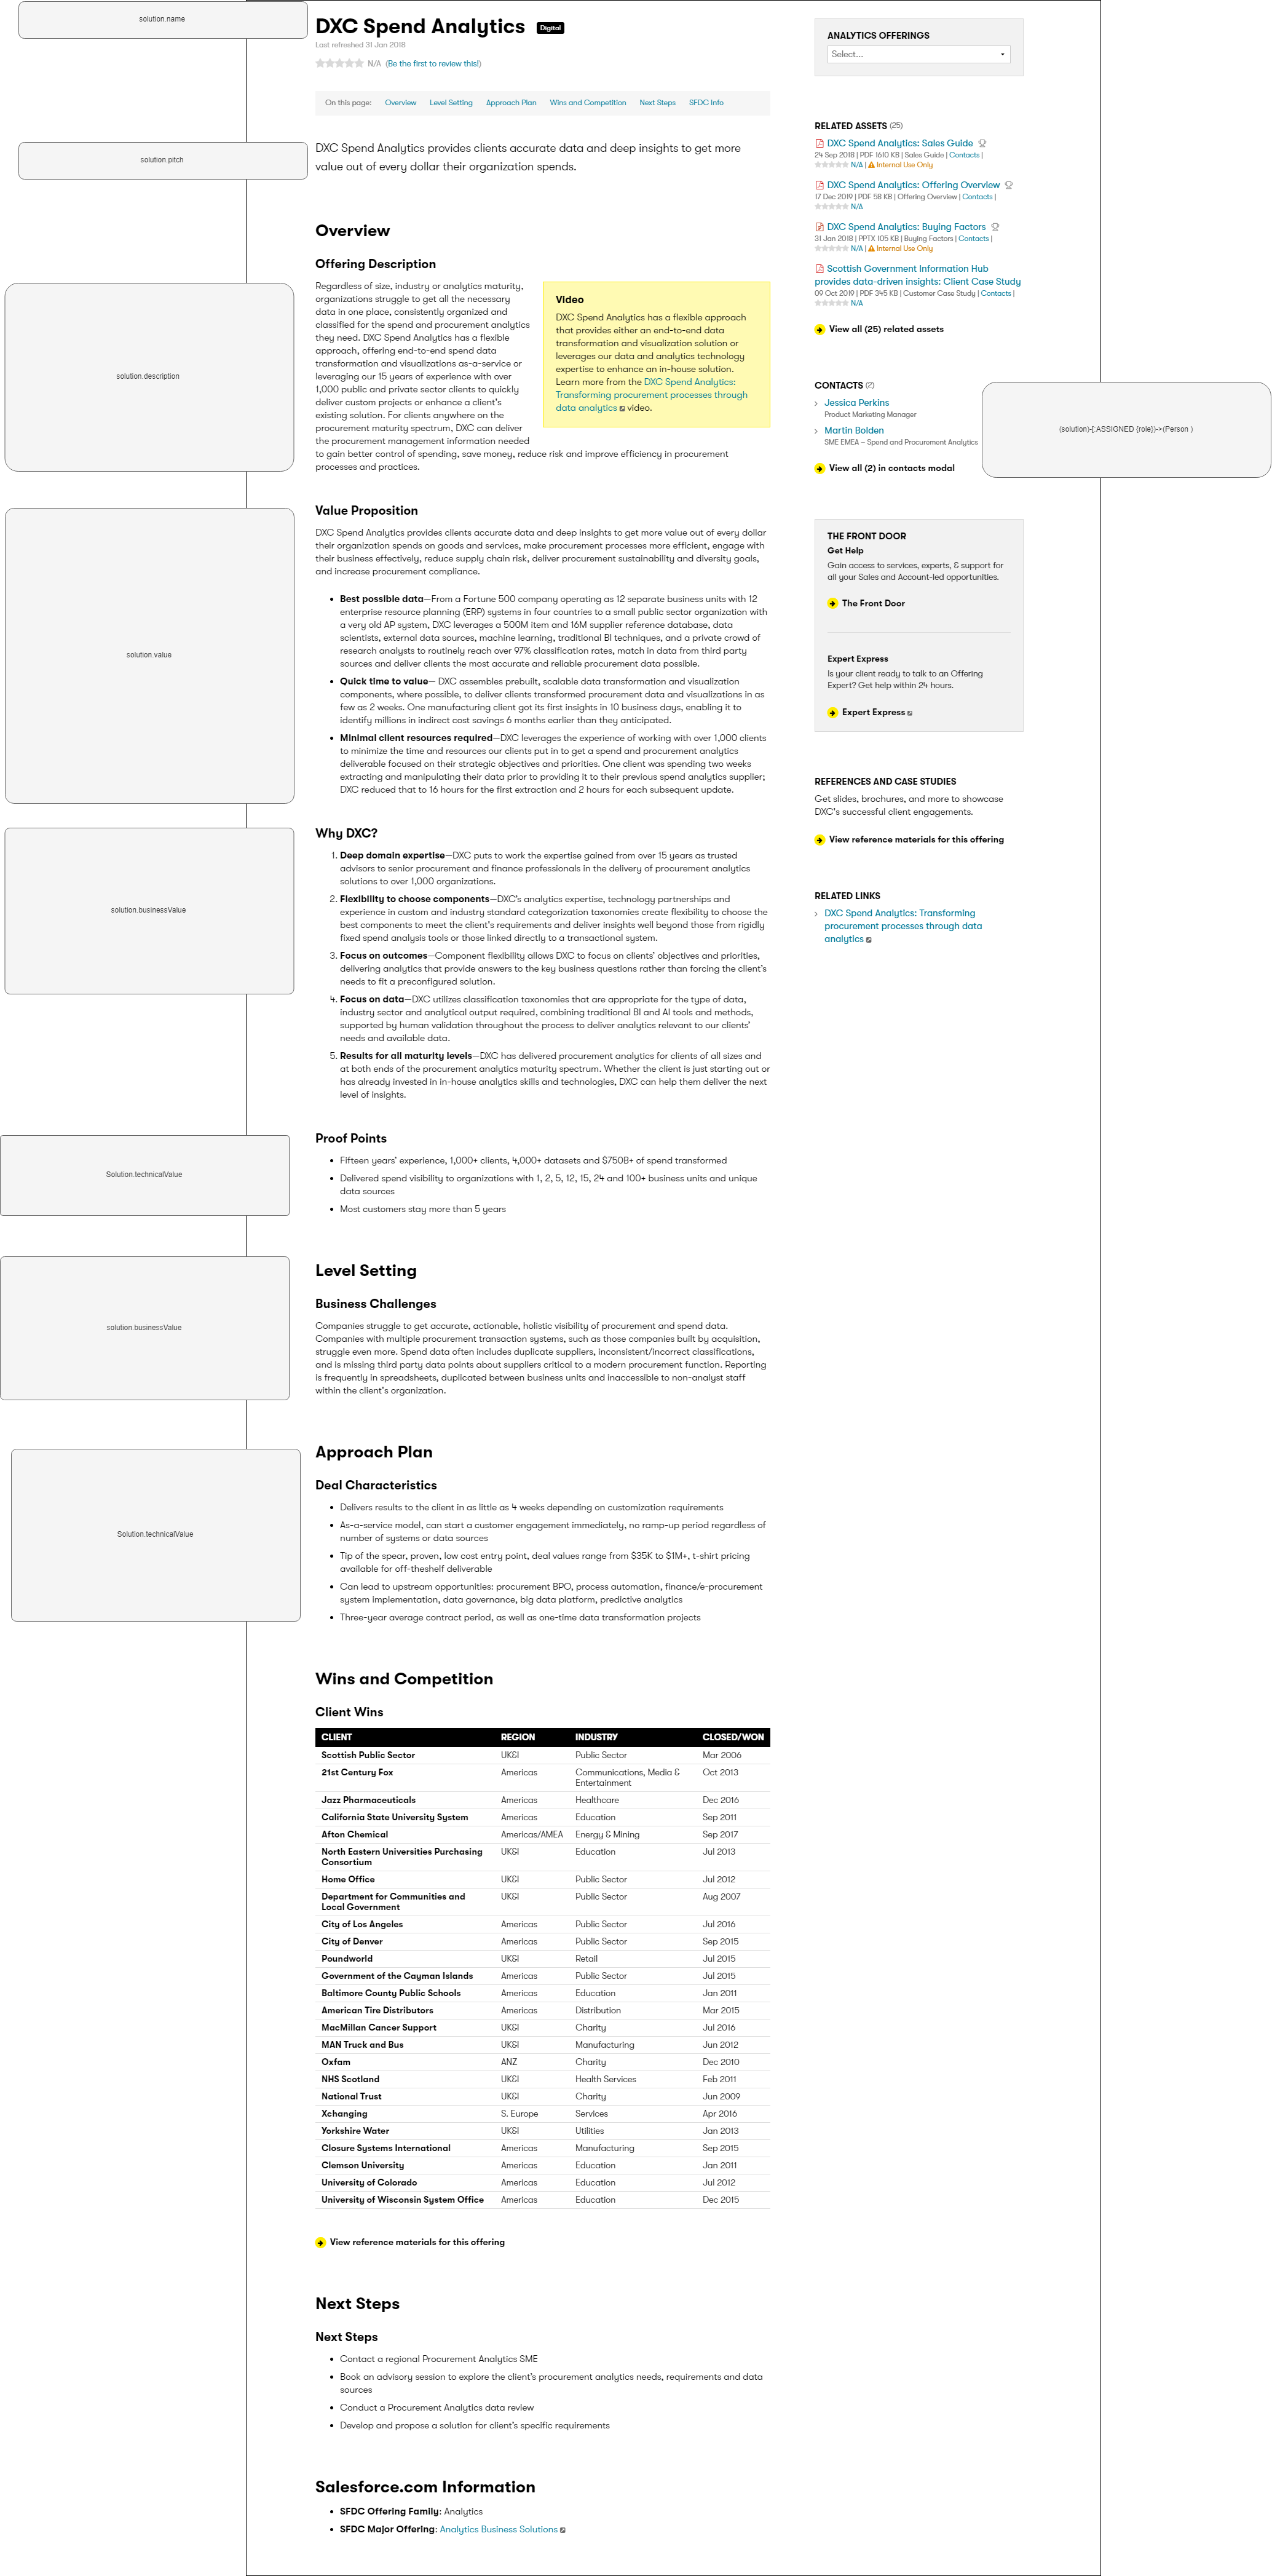 solution.name
DXC Spend Analytics Digital
Last refreshed 31 Jan 2018
N/A (Be the first to review this!)
On this page: Overview Level Setting Approach Plan Wins and Competition Next Steps SFDC Info
solution.pitch
DXC Spend Analytics provides clients accurate data and deep insights to get more
value out of every dollar their organization spends.
Overview
Offering Description
solution.description
Regardless of size, industry or analytics maturity,
organizations struggle to get all the necessary
data in one place, consistently organized and
classified for the spend and procurement analytics
they need. DXC Spend Analytics has a flexible
approach, offering end-to-end spend data
transformation and visualizations as-a-service or
leveraging our 15 years of experience with over
1,000 public and private sector clients to quickly
deliver custom projects or enhance a client's
existing solution. For clients anywhere on the
procurement maturity spectrum, DXC can deliver
the procurement management information needed
to gain better control of spending, save money, reduce risk and improve efficiency in procurement
processes and practices.
Video
DXC Spend Analytics has a flexible approach
that provides either an end-to-end data
transformation and visualization solution or
leverages our data and analytics technology
expertise to enhance an in-house solution.
Learn more from the DXC Spend Analytics:
Transforming procurement processes through
data analytics video.
solution.value
Value Proposition
DXC Spend Analytics provides clients accurate data and deep insights to get more value out of every dollar
their organization spends on goods and services, make procurement processes more efficient, engage with
their business effectively, reduce supply chain risk, deliver procurement sustainability and diversity goals,
and increase procurement compliance.
• Best possible data—From a Fortune 500 company operating as 12 separate business units with 12
enterprise resource planning (ERP) systems in four countries to a small public sector organization with
a very old AP system, DXC leverages a 500M item and 16M supplier reference database, data
scientists, external data sources, machine learning, traditional BI techniques, and a private crowd of
research analysts to routinely reach over 97% classification rates, match in data from third party
sources and deliver clients the most accurate and reliable procurement data possible.
• Quick time to value— DXC assembles prebuilt, scalable data transformation and visualization
components, where possible, to deliver clients transformed procurement data and visualizations in as
few as 2 weeks. One manufacturing client got its first insights in 10 business days, enabling it to
identify millions in indirect cost savings 6 months earlier than they anticipated.
• Minimal client resources required—DXC leverages the experience of working with over 1,000 clients
to minimize the time and resources our clients put in to get a spend and procurement analytics
deliverable focused on their strategic objectives and priorities. One client was spending two weeks
extracting and manipulating their data prior to providing it to their previous spend analytics supplier;
DXC reduced that to 16 hours for the first extraction and 2 hours for each subsequent update.
solution.businessValue
Why DXC?
1. Deep domain expertise—DXC puts to work the expertise gained from over 15 years as trusted
advisors to senior procurement and finance professionals in the delivery of procurement analytics
solutions to over 1,000 organizations.
2. Flexibility to choose components—DXC's analytics expertise, technology partnerships and
experience in custom and industry standard categorization taxonomies create flexibility to choose the
best components to meet the client's requirements and deliver insights well beyond those from rigidly
fixed spend analysis tools or those linked directly to a transactional system.
3. Focus on outcomes—Component flexibility allows DXC to focus on clients' objectives and priorities,
delivering analytics that provide answers to the key business questions rather than forcing the client's
needs to fit a preconfigured solution.
4. Focus on data—DXC utilizes classification taxonomies that are appropriate for the type of data,
industry sector and analytical output required, combining traditional BI and AI tools and methods,
supported by human validation throughout the process to deliver analytics relevant to our clients'
needs and available data.
5. Results for all maturity levels—DXC has delivered procurement analytics for clients of all sizes and
at both ends of the procurement analytics maturity spectrum. Whether the client is just starting out or
has already invested in in-house analytics skills and technologies, DXC can help them deliver the next
level of insights.
Solution.technicalValue
Proof Points
• Fifteen years' experience, 1,000+ clients, 4,000+ datasets and $750B+ of spend transformed
• Delivered spend visibility to organizations with 1, 2, 5, 12, 15, 24 and 100+ business units and unique
data sources
• Most customers stay more than 5 years
Level Setting
solution.businessValue
Business Challenges
Companies struggle to get accurate, actionable, holistic visibility of procurement and spend data.
Companies with multiple procurement transaction systems, such as those companies built by acquisition,
struggle even more. Spend data often includes duplicate suppliers, inconsistent/incorrect classifications,
and is missing third party data points about suppliers critical to a modern procurement function. Reporting
is frequently in spreadsheets, duplicated between business units and inaccessible to non-analyst staff
within the client's organization.
Approach Plan
Solution.technicalValue
Deal Characteristics
• Delivers results to the client in as little as 4 weeks depending on customization requirements
• As-a-service model, can start a customer engagement immediately, no ramp-up period regardless of
number of systems or data sources
• Tip of the spear, proven, low cost entry point, deal values range from $35K to $1M+, t-shirt pricing
available for off-theshelf deliverable
• Can lead to upstream opportunities: procurement BPO, process automation, finance/e-procurement
system implementation, data governance, big data platform, predictive analytics
• Three-year average contract period, as well as one-time data transformation projects
Wins and Competition
Client Wins
CLIENT REGION INDUSTRY CLOSED/WON
Scottish Public Sector UK&I Public Sector Mar 2006
21st Century Fox Americas Communications, Media & Oct 2013
Entertainment
Jazz Pharmaceuticals Americas Healthcare Dec 2016
California State University System Americas Education Sep 2011
Afton Chemical Americas/AMEA Energy & Mining Sep 2017
North Eastern Universities Purchasing UK&I Education Jul 2013
Consortium
Home Office UK&I Public Sector Jul 2012
Department for Communities and UK&I Public Sector Aug 2007
Local Government
City of Los Angeles Americas Public Sector Jul 2016
City of Denver Americas Public Sector Sep 2015
Poundworld UK&I Retail Jul 2015
Government of the Cayman Islands Americas Public Sector Jul 2015
Baltimore County Public Schools Americas Education Jan 2011
American Tire Distributors Americas Distribution Mar 2015
MacMillan Cancer Support UK&I Charity Jul 2016
MAN Truck and Bus UK&I Manufacturing Jun 2012
Oxfam ANZ Charity Dec 2010
NHS Scotland UK&I Health Services Feb 2011
National Trust UK&I Charity Jun 2009
Xchanging S. Europe Services Apr 2016
Yorkshire Water UK&I Utilities Jan 2013
Closure Systems International Americas Manufacturing Sep 2015
Clemson University Americas Education Jan 2011
University of Colorado Americas Education Jul 2012
University of Wisconsin System Office Americas Education Dec 2015
View reference materials for this offering
Next Steps
Next Steps
• Contact a regional Procurement Analytics SME
• Book an advisory session to explore the client's procurement analytics needs, requirements and data
sources
• Conduct a Procurement Analytics data review
• Develop and propose a solution for client's specific requirements
Salesforce.com Information
• SFDC Offering Family: Analytics
• SFDC Major Offering: Analytics Business Solutions
ANALYTICS OFFERINGS
Select...
RELATED ASSETS (25)
DXC Spend Analytics: Sales Guide
24 Sep 2018 | PDF 1610 KB | Sales Guide | Contacts |
N/A | Internal Use Only
DXC Spend Analytics: Offering Overview
17 Dec 2019 | PDF 58 KB | Offering Overview | Contacts |
N/A
DXC Spend Analytics: Buying Factors
31 Jan 2018 | PPTX 105 KB | Buying Factors | Contacts |
N/A | Internal Use Only
Scottish Government Information Hub
provides data-driven insights: Client Case Study
09 Oct 2019 | PDF 345 KB | Customer Case Study | Contacts |
N/A
View all (25) related assets
CONTACTS (2)
Jessica Perkins
Product Marketing Manager
Martin Bolden
SME EMEA – Spend and Procurement Analytics
View all (2) in contacts modal
(solution)-[:ASSIGNED {role}]->(Person )
THE FRONT DOOR
Get Help
Gain access to services, experts, & support for
all your Sales and Account-led opportunities.
The Front Door
Expert Express
Is your client ready to talk to an Offering
Expert? Get help within 24 hours.
Expert Express
REFERENCES AND CASE STUDIES
Get slides, brochures, and more to showcase
DXC's successful client engagements.
View reference materials for this offering
RELATED LINKS
DXC Spend Analytics: Transforming
procurement processes through data
analytics